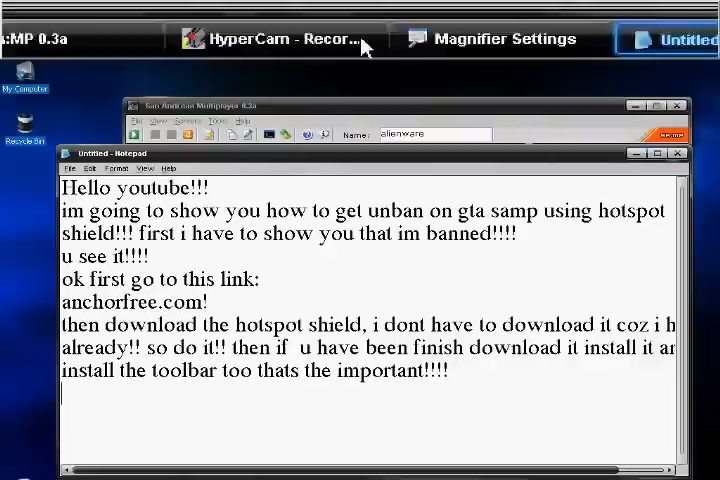 :MP 0.3a
HyperCam - Recor...
Magnifier Settings
Untitled
My Computer
Recycle Bin
San Andreas Multiplayer 0.3a
File View Servers Tools Help
Name: alienware
Untitled - Notepad
File Edit Format View Help
Hello youtube!!!
im going to show you how to get unban on gta samp using hotspot
shield!!! first i have to show you that im banned!!!!
u see it!!!!
ok first go to this link:
anchorfree.com!
then download the hotspot shield, i dont have to download it coz i h
already!! so do it!! then if u have been finish download it install it an
install the toolbar too thats the important!!!!